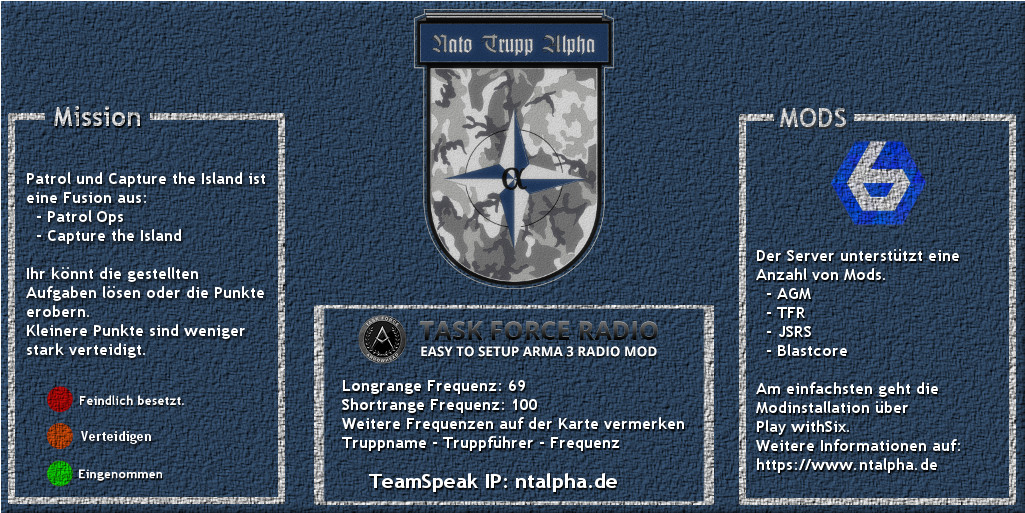 Nato Trupp Alpha
α
Mission
Patrol und Capture the Island ist
eine Fusion aus:
- Patrol Ops
- Capture the Island
Ihr könnt die gestellten
Aufgaben lösen oder die Punkte
erobern.
Kleinere Punkte sind weniger
stark verteidigt.
Feindlich besetzt.
Verteidigen
Eingenommen
TASK FORCE
ARROWHEAD
TASK FORCE RADIO
EASY TO SETUP ARMA 3 RADIO MOD
Longrange Frequenz: 69
Shortrange Frequenz: 100
Weitere Frequenzen auf der Karte vermerken
Truppname - Truppführer - Frequenz
TeamSpeak IP: ntalpha.de
MODS
6
Der Server unterstützt eine
Anzahl von Mods.
- AGM
- TFR
- JSRS
- Blastcore
Am einfachsten geht die
Modinstallation über
Play withSix.
Weitere Informationen auf:
https://www.ntalpha.de